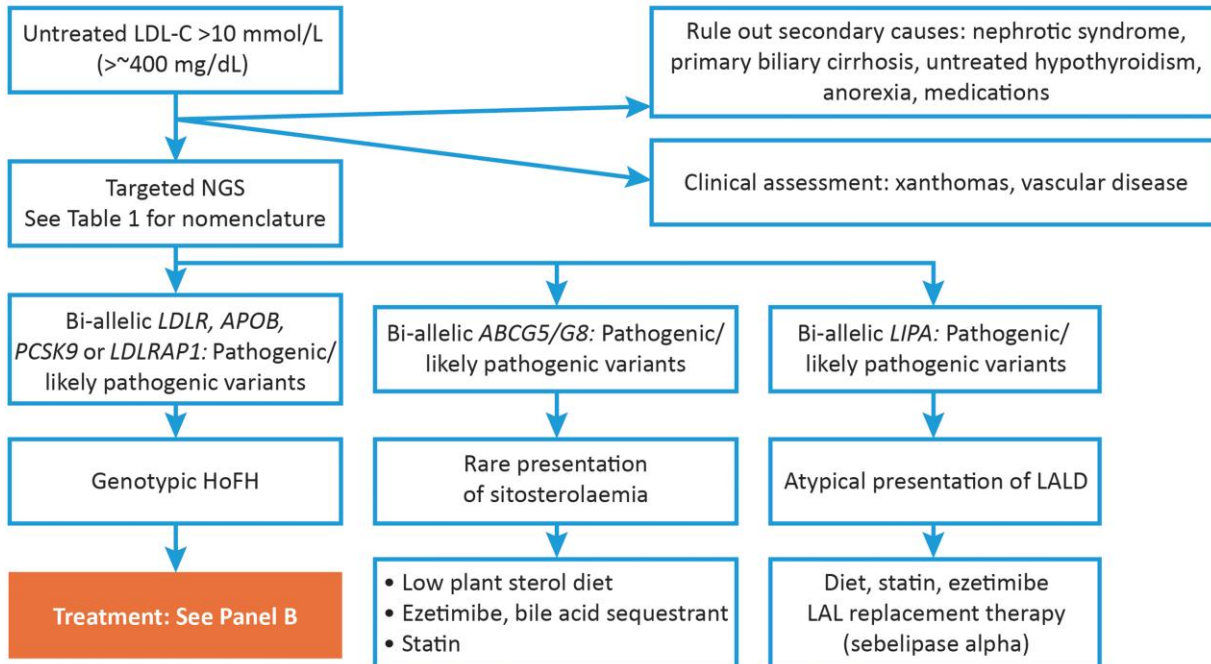 Untreated LDL-C >10 mmol/L
(>~400 mg/dL)
Rule out secondary causes: nephrotic syndrome,
primary biliary cirrhosis, untreated hypothyroidism,
anorexia, medications
Clinical assessment: xanthomas, vascular disease
Targeted NGS
See Table 1 for nomenclature
Bi-allelic LDLR, APOB,
PCSK9 or LDLRAP1: Pathogenic/
likely pathogenic variants
Bi-allelic ABCG5/G8: Pathogenic/
likely pathogenic variants
Bi-allelic LIPA: Pathogenic/
likely pathogenic variants
Genotypic HoFH
Rare presentation
of sitosterolaemia
Atypical presentation of LALD
Treatment: See Panel B
• Low plant sterol diet
• Ezetimibe, bile acid sequestrant
• Statin
Diet, statin, ezetimibe
LAL replacement therapy
(sebelipase alpha)